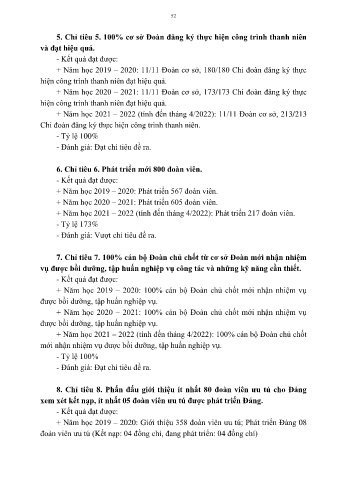 52
5. Chỉ tiêu 5. 100% cơ sở Đoàn đăng ký thực hiện công trình thanh niên
và đạt hiệu quả.
- Kết quả đạt được:
+ Năm học 2019 – 2020: 11/11 Đoàn cơ sở, 180/180 Chi đoàn đăng ký thực
hiện công trình thanh niên đạt hiệu quả.
+ Năm học 2020 – 2021: 11/11 Đoàn cơ sở, 173/173 Chi đoàn đăng ký thực
hiện công trình thanh niên đạt hiệu quả.
+ Năm học 2021 – 2022 (tính đến tháng 4/2022): 11/11 Đoàn cơ sở, 213/213
Chi đoàn đăng ký thực hiện công trình thanh niên.
- Tỷ lệ 100%
- Đánh giá: Đạt chỉ tiêu đề ra.
6. Chỉ tiêu 6. Phát triển mới 800 đoàn viên.
- Kết quả đạt được:
+ Năm học 2019 – 2020: Phát triển 567 đoàn viên.
+ Năm học 2020 – 2021: Phát triển 605 đoàn viên.
+ Năm học 2021 – 2022 (tính đến tháng 4/2022): Phát triển 217 đoàn viên.
- Tỷ lệ 173%
- Đánh giá: Vượt chỉ tiêu đề ra.
7. Chỉ tiêu 7. 100% cán bộ Đoàn chủ chốt từ cơ sở Đoàn mới nhận nhiệm
vụ được bồi dưỡng, tập huấn nghiệp vụ công tác và những kỹ năng cần thiết.
- Kết quả đạt được:
+ Năm học 2019 – 2020: 100% cán bộ Đoàn chủ chốt mới nhận nhiệm vụ
được bồi dưỡng, tập huấn nghiệp vụ.
+ Năm học 2020 – 2021: 100% cán bộ Đoàn chủ chốt mới nhận nhiệm vụ
được bồi dưỡng, tập huấn nghiệp vụ.
+ Năm học 2021 – 2022 (tính đến tháng 4/2022): 100% cán bộ Đoàn chủ chốt
mới nhận nhiệm vụ được bồi dưỡng, tập huấn nghiệp vụ.
- Tỷ lệ 100%
- Đánh giá: Đạt chỉ tiêu đề ra.
8. Chỉ tiêu 8. Phấn đấu giới thiệu ít nhất 80 đoàn viên ưu tú cho Đảng
xem xét kết nạp, ít nhất 05 đoàn viên ưu tú được phát triển Đảng.
- Kết quả đạt được:
+ Năm học 2019 – 2020: Giới thiệu 358 đoàn viên ưu tú; Phát triển Đảng 08
đoàn viên ưu tú (Kết nạp: 04 đồng chí, đang phát triển: 04 đồng chí)